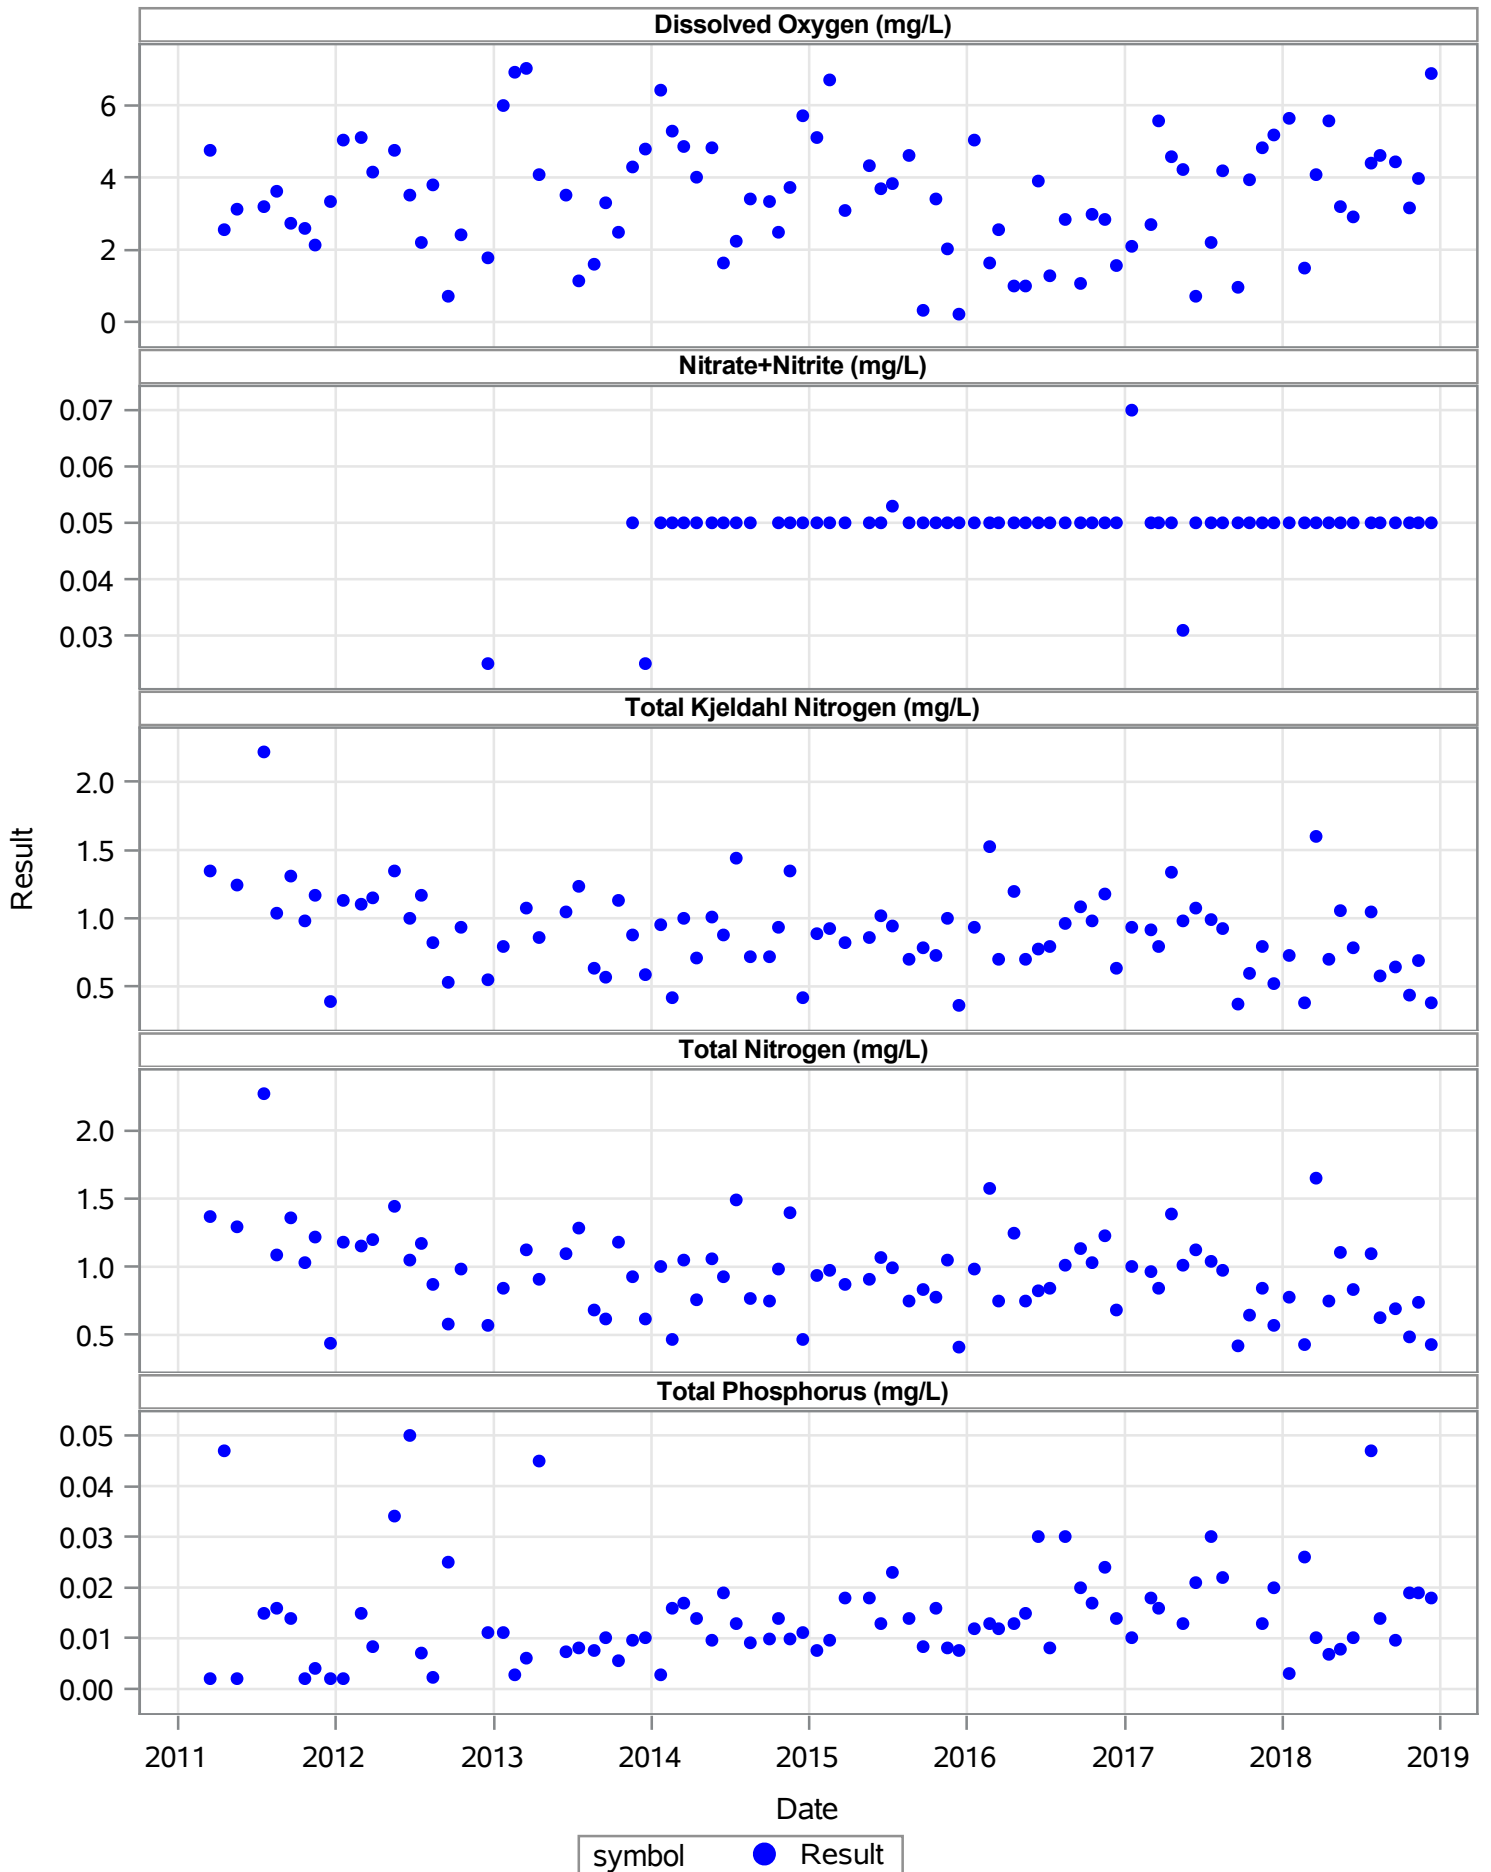 Dissolved Oxygen (mg/L)
6
4
2
0
Nitrate+Nitrite (mg/L)
0.07
0.06
0.05
0.04
0.03
Total Kjeldahl Nitrogen (mg/L)
2.0
1.5
1.0
0.5
Result
Total Nitrogen (mg/L)
2.0
1.5
1.0
0.5
Total Phosphorus (mg/L)
0.05
0.04
0.03
0.02
0.01
0.00
2011 2012 2013 2014 2015 2016 2017 2018 2019
Date
symbol Result